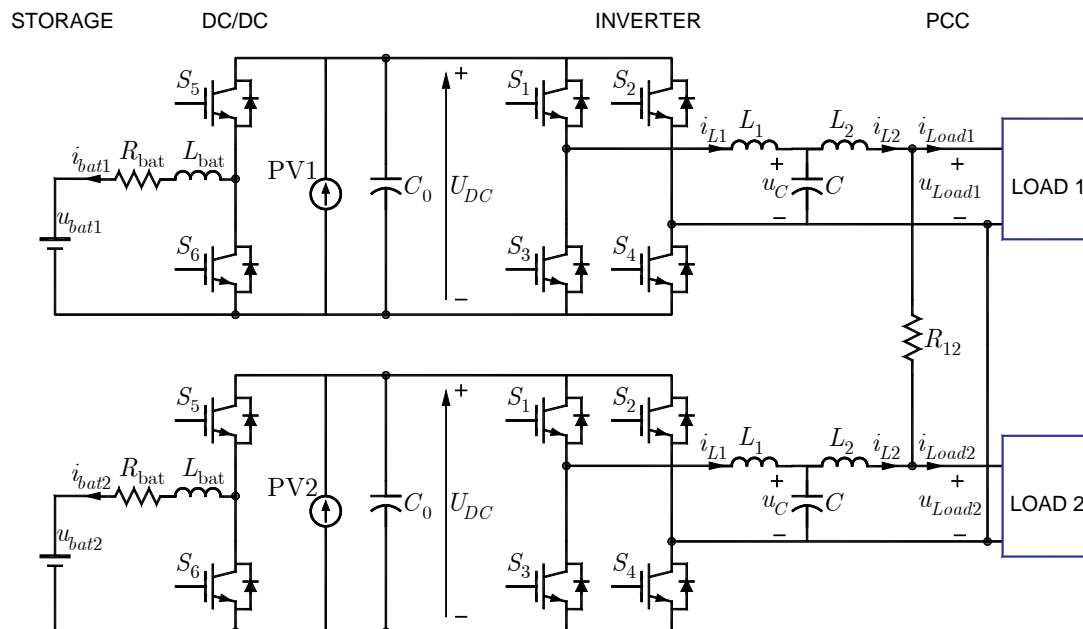 STORAGE DC/DC INVERTER PCC
S5 S1 S2
ibat1 Rbat Lbat iL1 L1 L2 iL2 iLoad1
PV1 C0 UDC + − uC + − C uLoad1 + − LOAD 1
ubat1
S6 S3 S4
R12
S5 S1 S2
ibat2 Rbat Lbat iL1 L1 L2 iL2 iLoad2
PV2 C0 UDC + − uC + − C uLoad2 + − LOAD 2
ubat2
S6 S3 S4